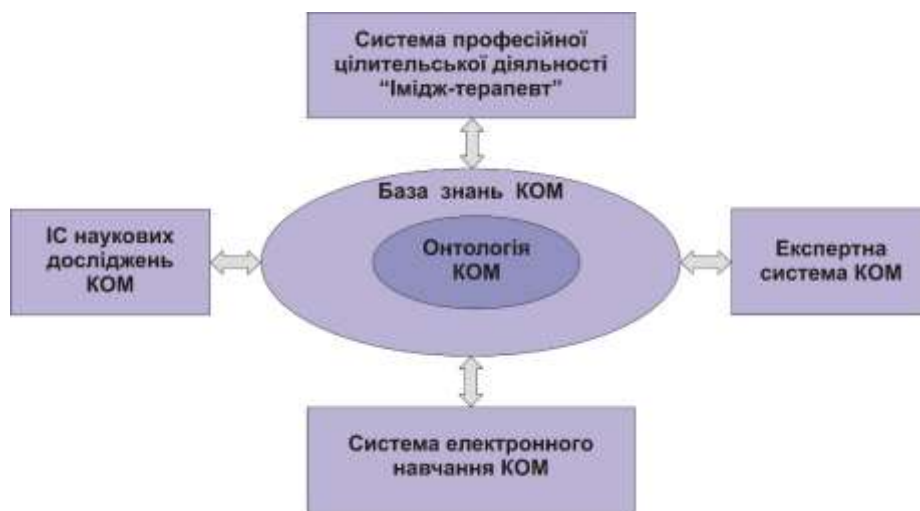 Система професійної
цілительської діяльності
“Імідж-терапевт”
База знань КОМ
ІС наукових
досліджень
КОМ
Онтологія
КОМ
Експертна
система КОМ
Система електронного
навчання КОМ